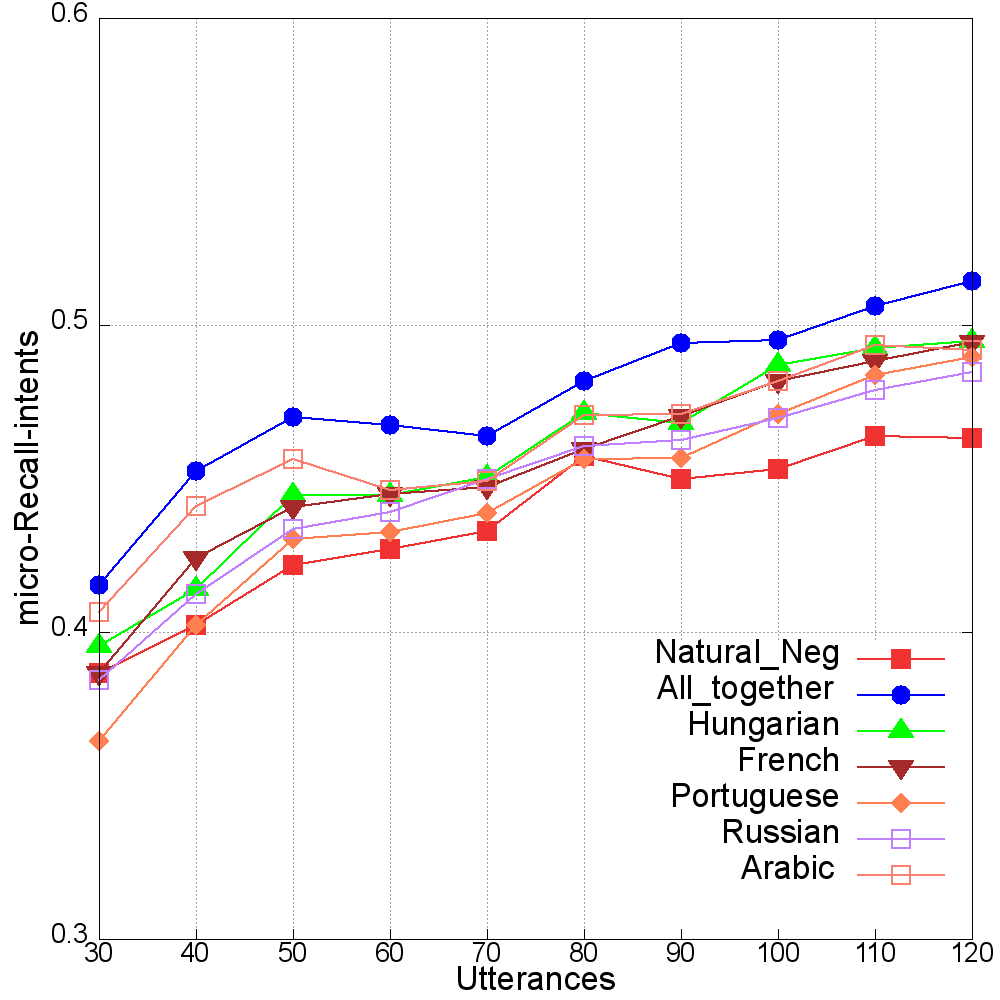 0.6
0.5
0.4
0.3
micro-Recall-intents
Natural_Neg
All_together
Hungarian
French
Portuguese
Russian
Arabic
30 40 50 60 70 80 90 100 110 120
Utterances